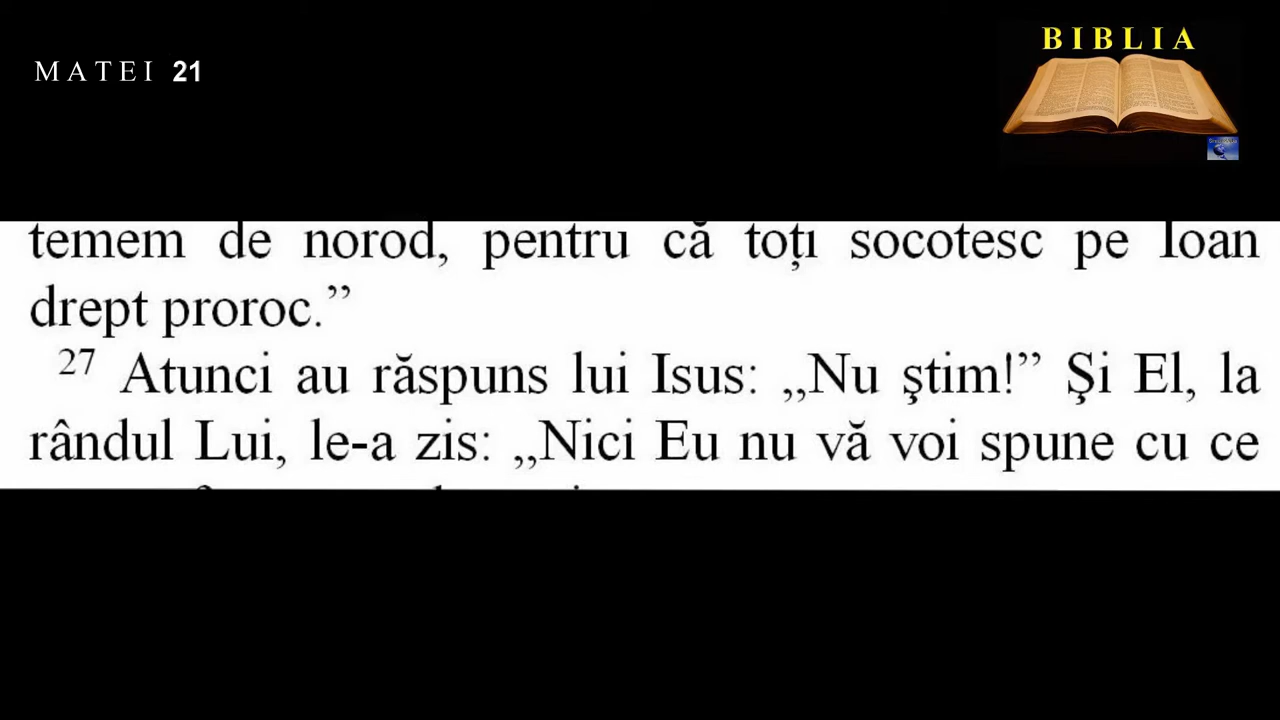 BIBLIA
MATEI 21
temem de norod, pentru că toți socotesc pe Ioan
drept proroc.”
27 Atunci au răspuns lui Isus: „Nu ştim!” Şi El, la
rândul Lui, le-a zis: „Nici Eu nu vă voi spune cu ce